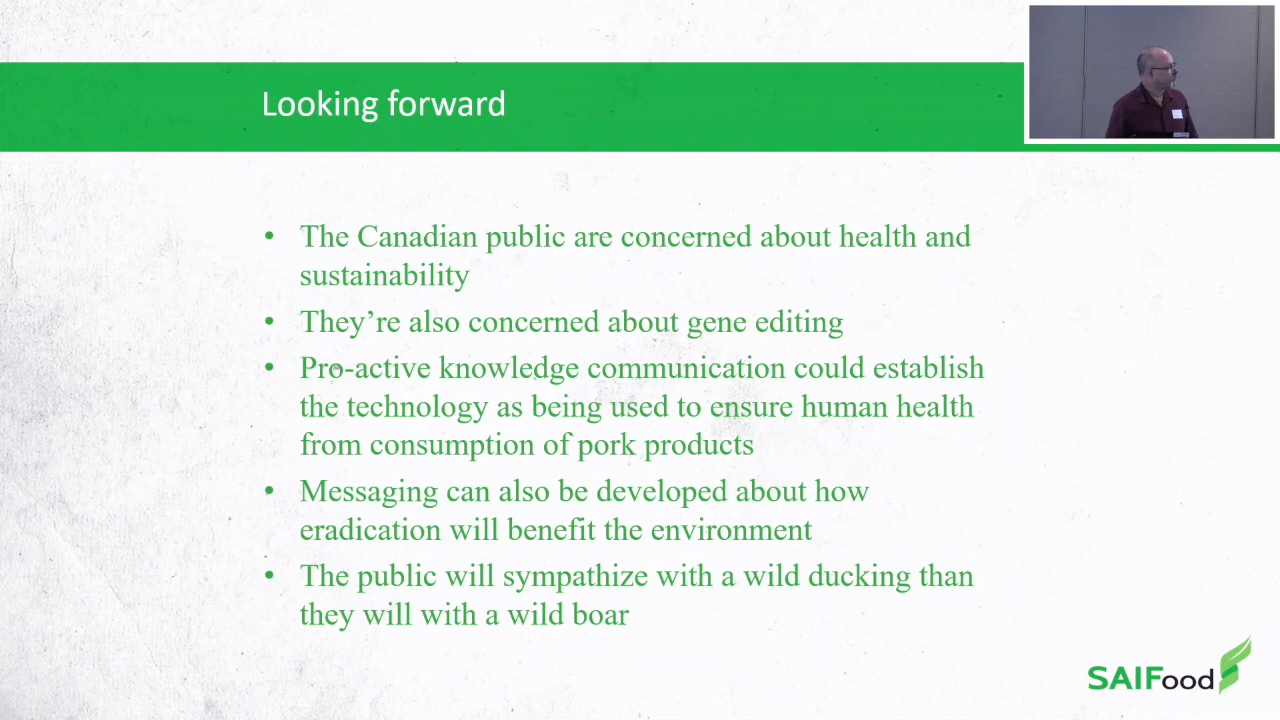 Looking forward
• The Canadian public are concerned about health and
sustainability
• They’re also concerned about gene editing
• Pro-active knowledge communication could establish
the technology as being used to ensure human health
from consumption of pork products
• Messaging can also be developed about how
eradication will benefit the environment
• The public will sympathize with a wild ducking than
they will with a wild boar
SAIFood